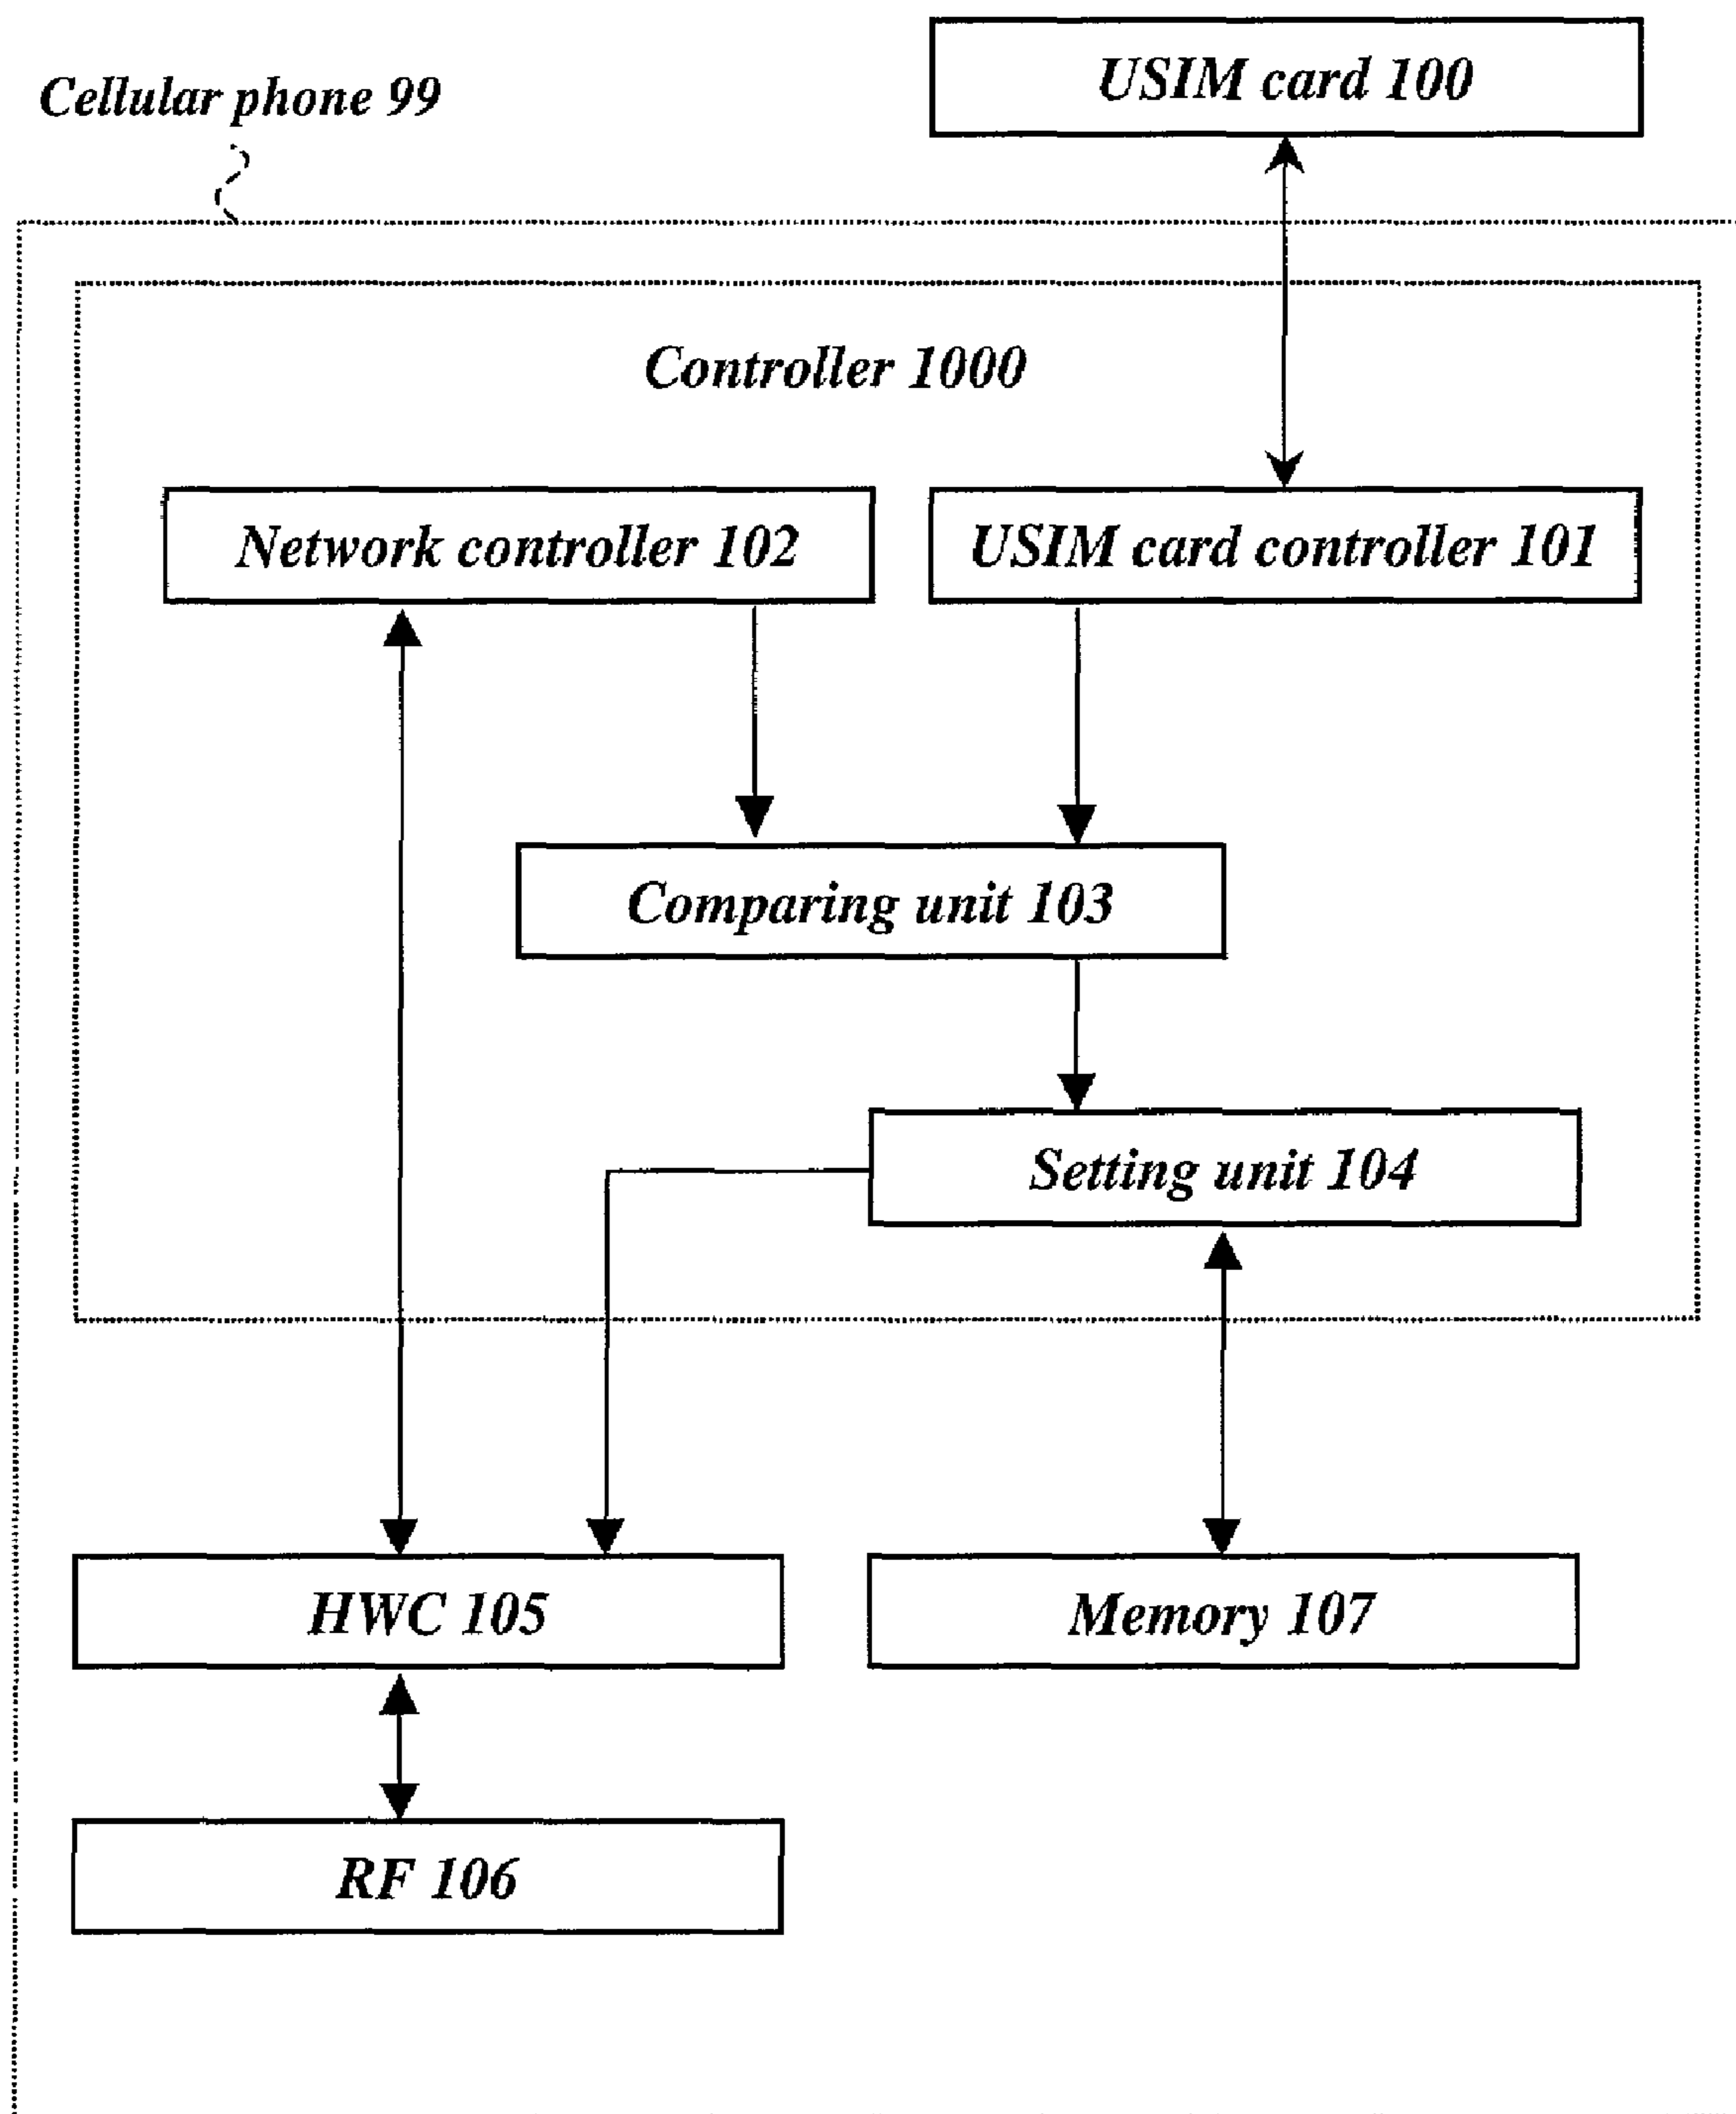 USIM card 100
Cellular phone 99
Controller 1000
Network controller 102
USIM card controller 101
Comparing unit 103
Setting unit 104
HWC 105
Memory 107
RF 106